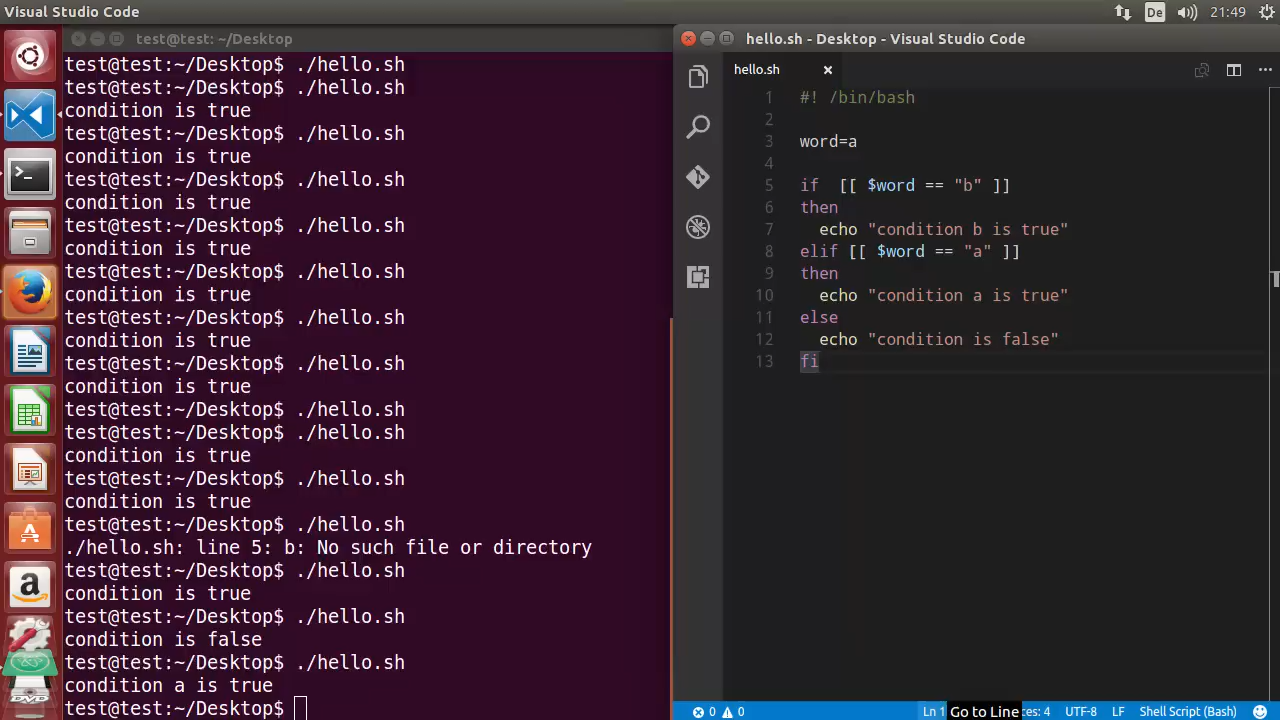 Visual Studio Code
De
21:49
test@test: ~/Desktop
test@test:~/Desktop$ ./hello.sh
test@test:~/Desktop$ ./hello.sh
condition is true
test@test:~/Desktop$ ./hello.sh
condition is true
test@test:~/Desktop$ ./hello.sh
condition is true
test@test:~/Desktop$ ./hello.sh
condition is true
test@test:~/Desktop$ ./hello.sh
condition is true
test@test:~/Desktop$ ./hello.sh
condition is true
test@test:~/Desktop$ ./hello.sh
condition is true
test@test:~/Desktop$ ./hello.sh
test@test:~/Desktop$ ./hello.sh
condition is true
test@test:~/Desktop$ ./hello.sh
condition is true
test@test:~/Desktop$ ./hello.sh
./hello.sh: line 5: b: No such file or directory
test@test:~/Desktop$ ./hello.sh
condition is true
test@test:~/Desktop$ ./hello.sh
condition is false
test@test:~/Desktop$ ./hello.sh
condition a is true
test@test:~/Desktop$
hello.sh - Desktop - Visual Studio Code
hello.sh
1 #! /bin/bash
2
3 word=a
4
5 if  [[ $word == "b" ]]
6 then
7   echo "condition b is true"
8 elif [[ $word == "a" ]]
9 then
10   echo "condition a is true"
11 else
12   echo "condition is false"
13 fi
0 0 Ln 1 Go to Line ces: 4 UTF-8 LF Shell Script (Bash)